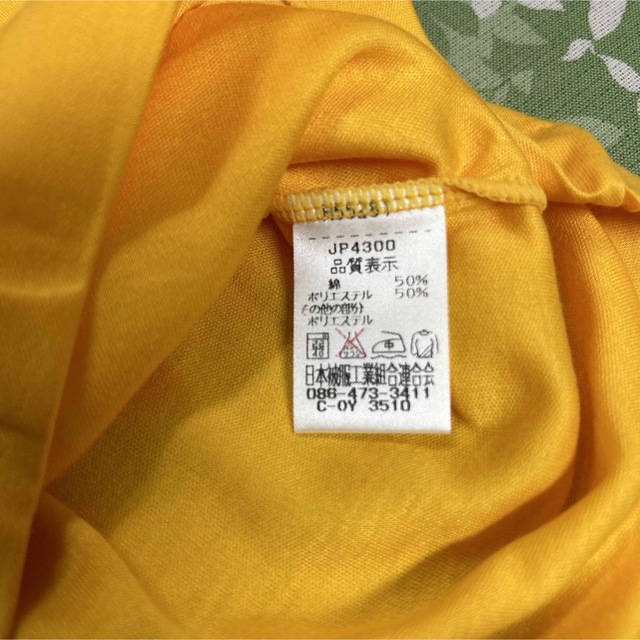 JP4300
品質表示
綿 50%
ポリエステル 50%
その他の部分
ポリエステル
中
日本被服工業組合連合会
086-473-3411
C-OY 3510